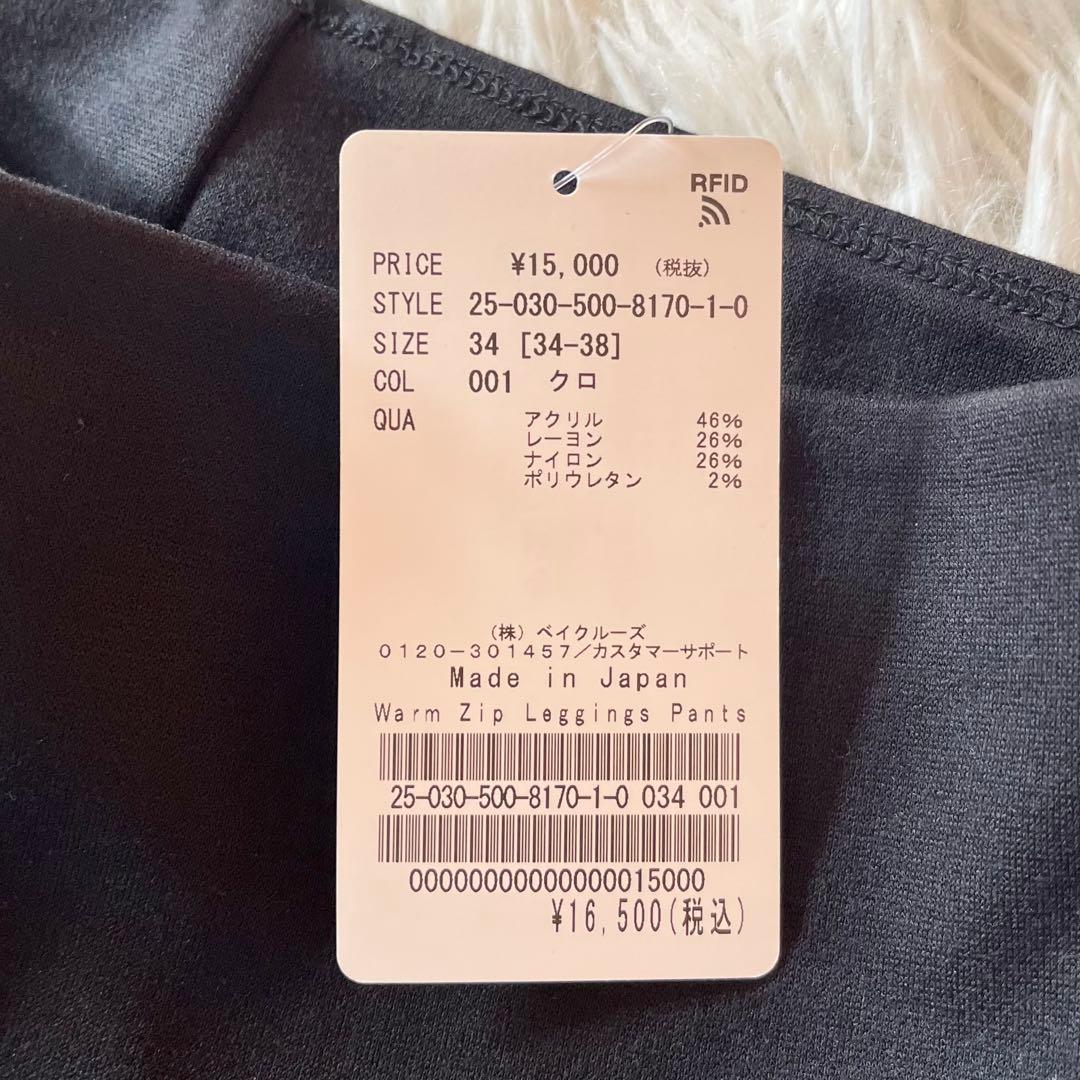 RFID
PRICE ¥15,000 (税抜)
STYLE 25-030-500-8170-1-0
SIZE 34 [34-38]
COL 001 クロ
QUA アクリル 46%
レーヨン 26%
ナイロン 26%
ポリウレタン 2%
(株) ベイクルーズ
0120-301457/カスタマーサポート
Made in Japan
Warm Zip Leggings Pants
25-030-500-8170-1-0 034 001
00000000000000015000
¥16,500(税込)